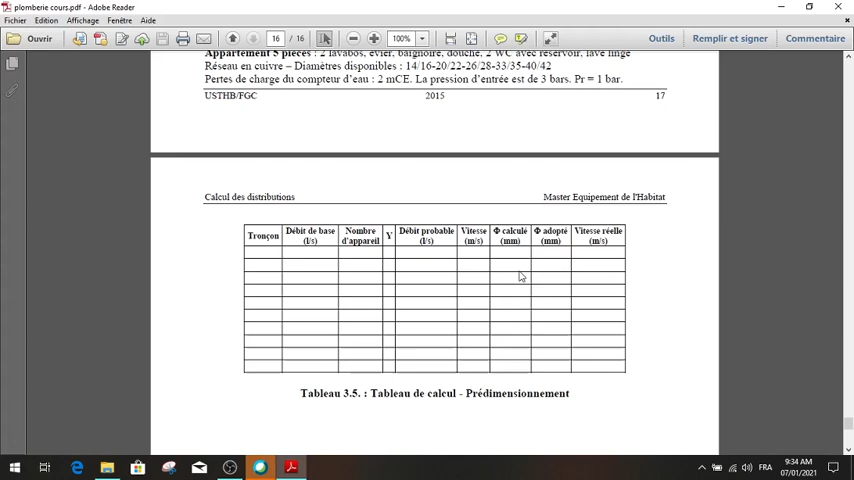 plomberie cours.pdf - Adobe Reader
Fichier Edition Affichage Fenêtre Aide
Ouvrir 16 / 16 100% Outils Remplir et signer Commentaire
Appartement 5 pièces : 2 lavabos, évier, baignoire, douche, 2 WC avec réservoir, lave linge
Réseau en cuivre – Diamètres disponibles : 14/16-20/22-26/28-33/35-40/42
Pertes de charge du compteur d'eau : 2 mCE. La pression d'entrée est de 3 bars. Pr = 1 bar.
USTHB/FGC 2015 17
Calcul des distributions Master Equipement de l'Habitat
Tronçon Débit de base (l/s) Nombre d'appareil Y Débit probable (l/s) Vitesse (m/s) Φ calculé (mm) Φ adopté (mm) Vitesse réelle (m/s)
Tableau 3.5. : Tableau de calcul - Prédimensionnement
FRA 9:34 AM
07/01/2021